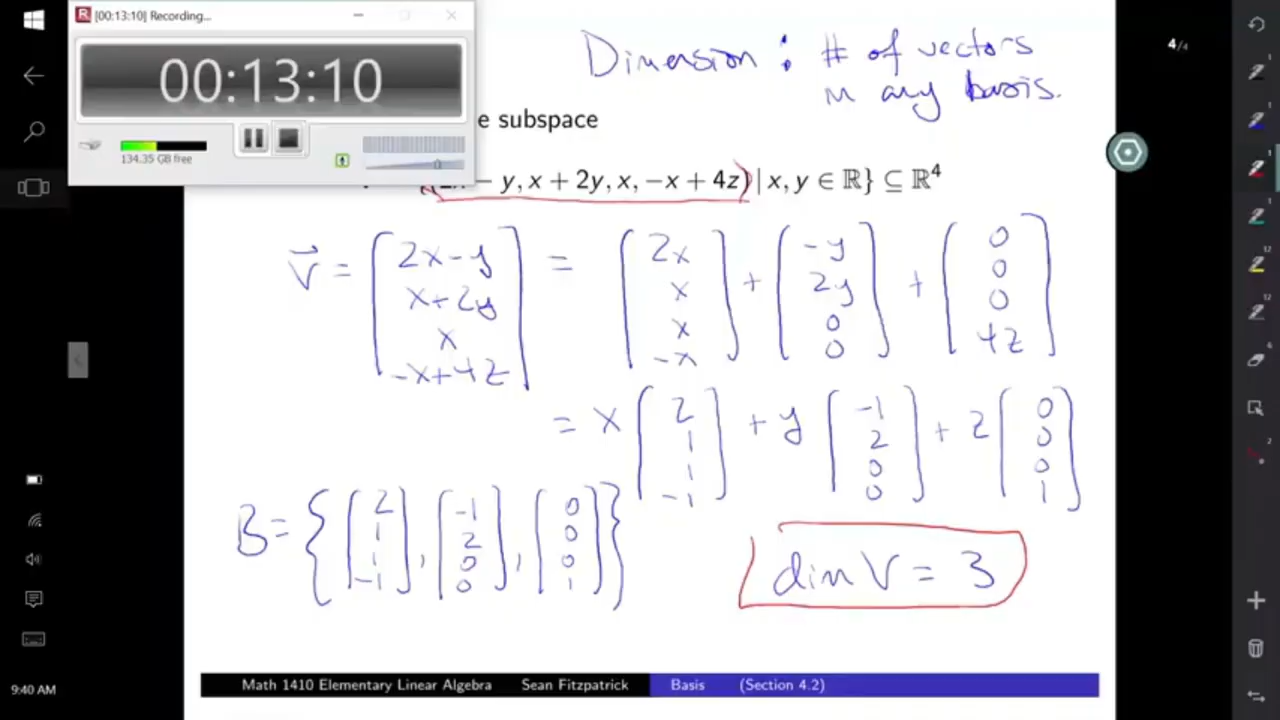 [00:13:10] Recording...
00:13:10
134.35 GB free
4/4
Dimension : # of vectors
in any basis.
e subspace
− y, x + 2y, x, −x + 4z) | x, y ∈ ℝ} ⊆ ℝ⁴
v⃗ = [2x-y; x+2y; x; -x+4z] = [2x; x; x; -x] + [-y; 2y; 0; 0] + [0; 0; 0; 4z]
= x [2; 1; 1; -1] + y [-1; 2; 0; 0] + z [0; 0; 0; 1]
B = { [2; 1; 1; -1], [-1; 2; 0; 0], [0; 0; 0; 1] }
dim V = 3
9:40 AM
Math 1410 Elementary Linear Algebra Sean Fitzpatrick Basis (Section 4.2)